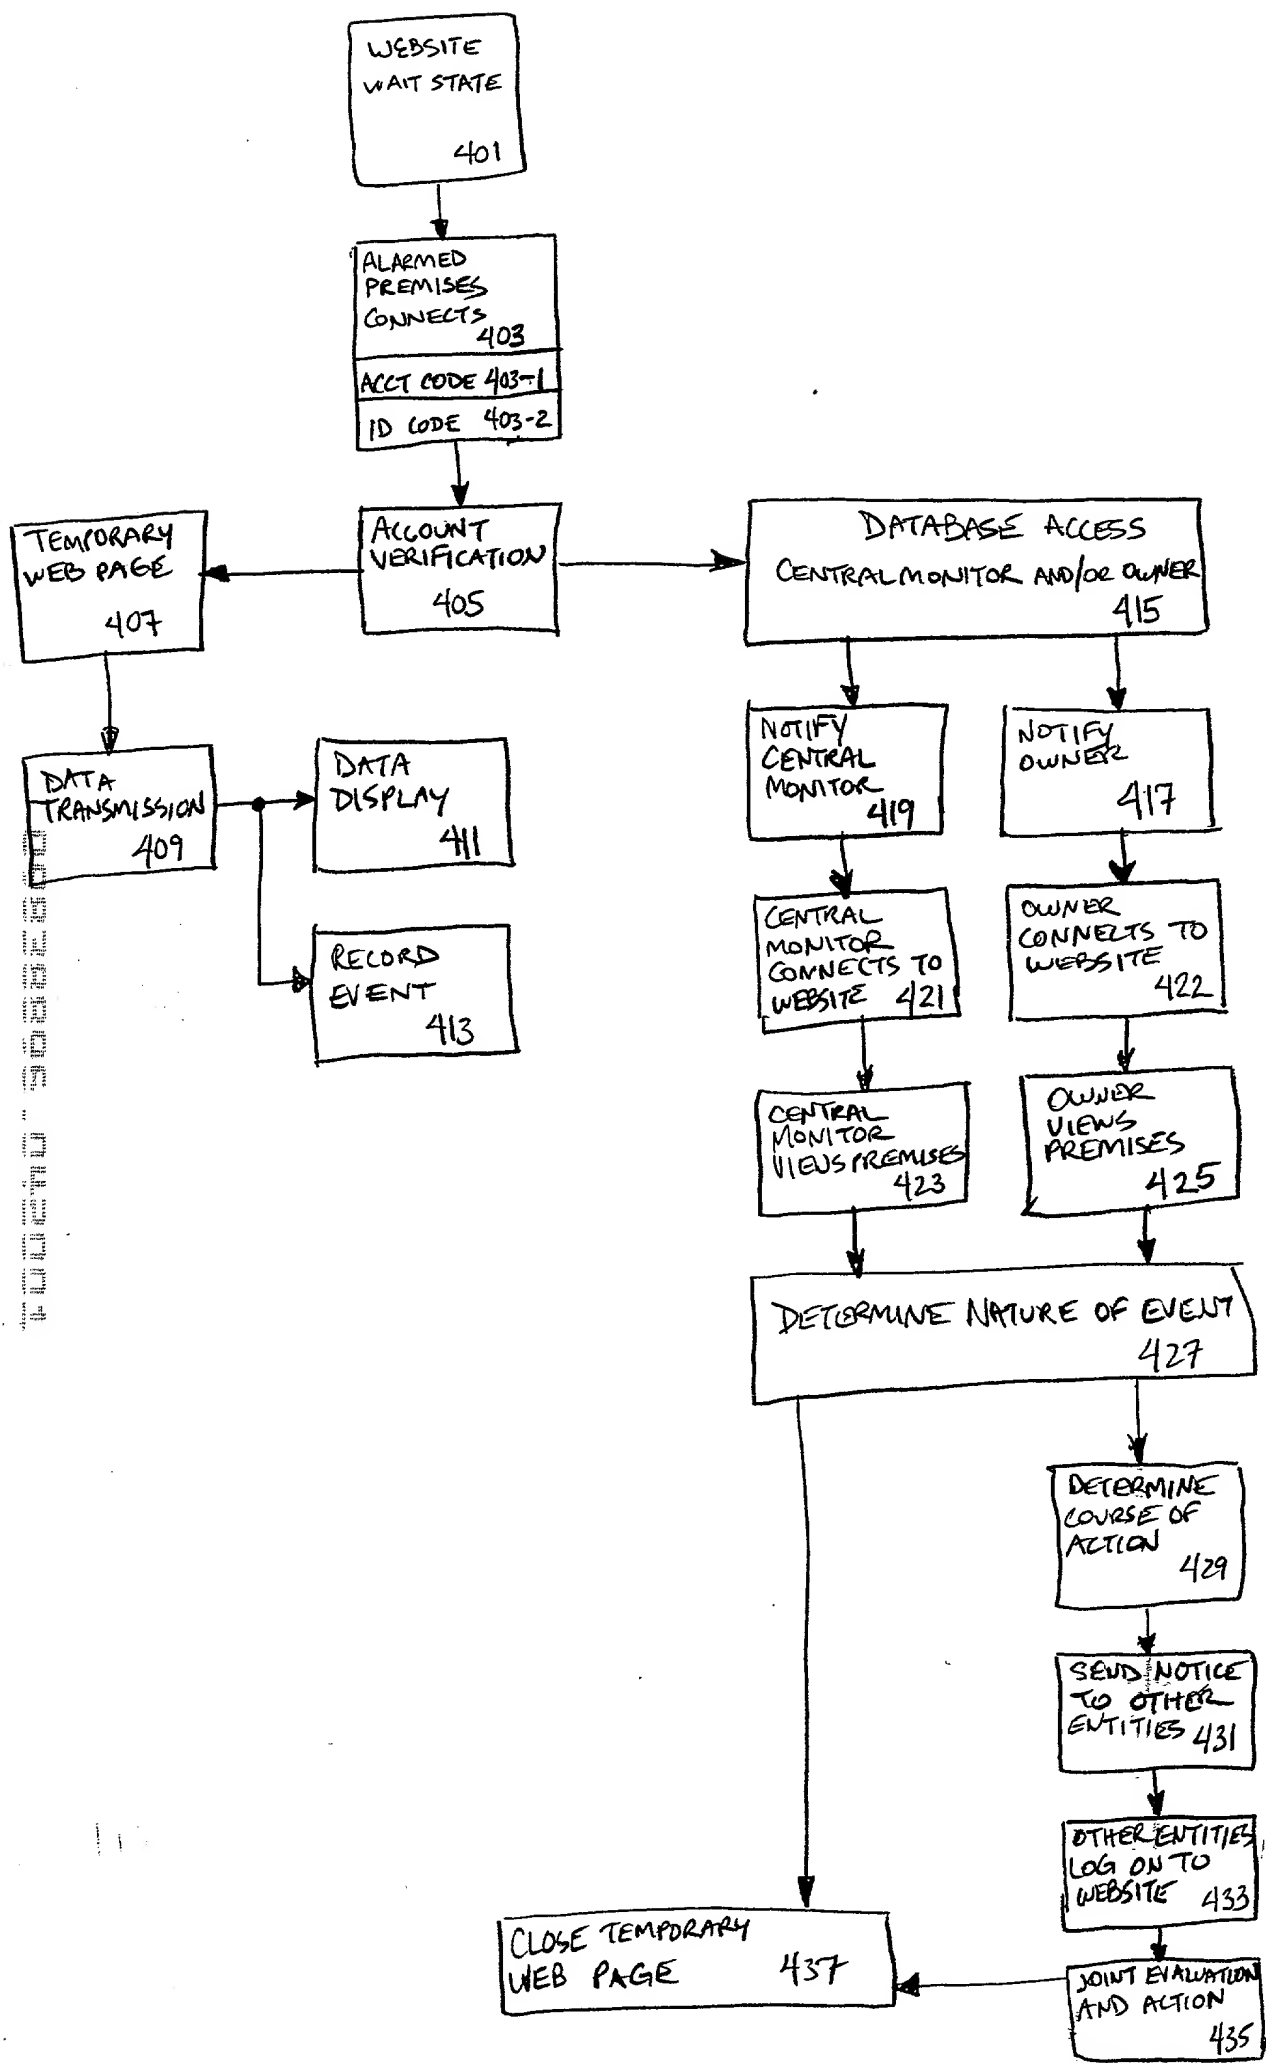 WEBSITE
WAIT STATE
401
ALARMED
PREMISES
CONNECTS
403
ACCT CODE 403-1
ID CODE 403-2
TEMPORARY
WEB PAGE
407
ACCOUNT
VERIFICATION
405
DATABASE ACCESS
CENTRAL MONITOR AND/OR OWNER
415
DATA
TRANSMISSION
409
DATA
DISPLAY
411
RECORD
EVENT
413
NOTIFY
CENTRAL
MONITOR
419
NOTIFY
OWNER
417
CENTRAL
MONITOR
CONNECTS TO
WEBSITE 421
OWNER
CONNECTS TO
WEBSITE
422
CENTRAL
MONITOR
VIEWS PREMISES
423
OWNER
VIEWS
PREMISES
425
DETERMINE NATURE OF EVENT
427
DETERMINE
COURSE OF
ACTION
429
SEND NOTICE
TO OTHER
ENTITIES 431
OTHER ENTITIES
LOG ON TO
WEBSITE 433
JOINT EVALUATION
AND ACTION
435
CLOSE TEMPORARY
WEB PAGE 437